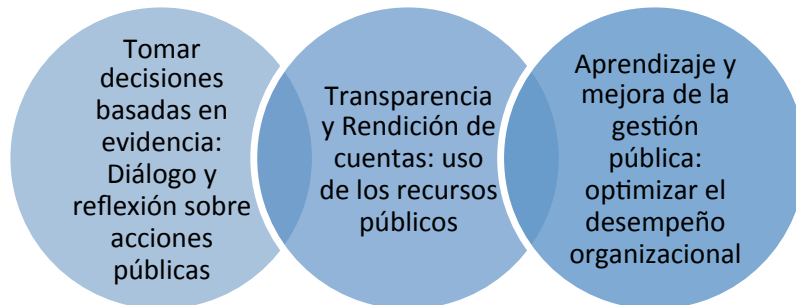 Tomar
decisiones
basadas en
evidencia:
Diálogo y
reflexión sobre
acciones
públicas
Transparencia
y Rendición de
cuentas: uso
de los recursos
públicos
Aprendizaje y
mejora de la
gestión
pública:
optimizar el
desempeño
organizacional